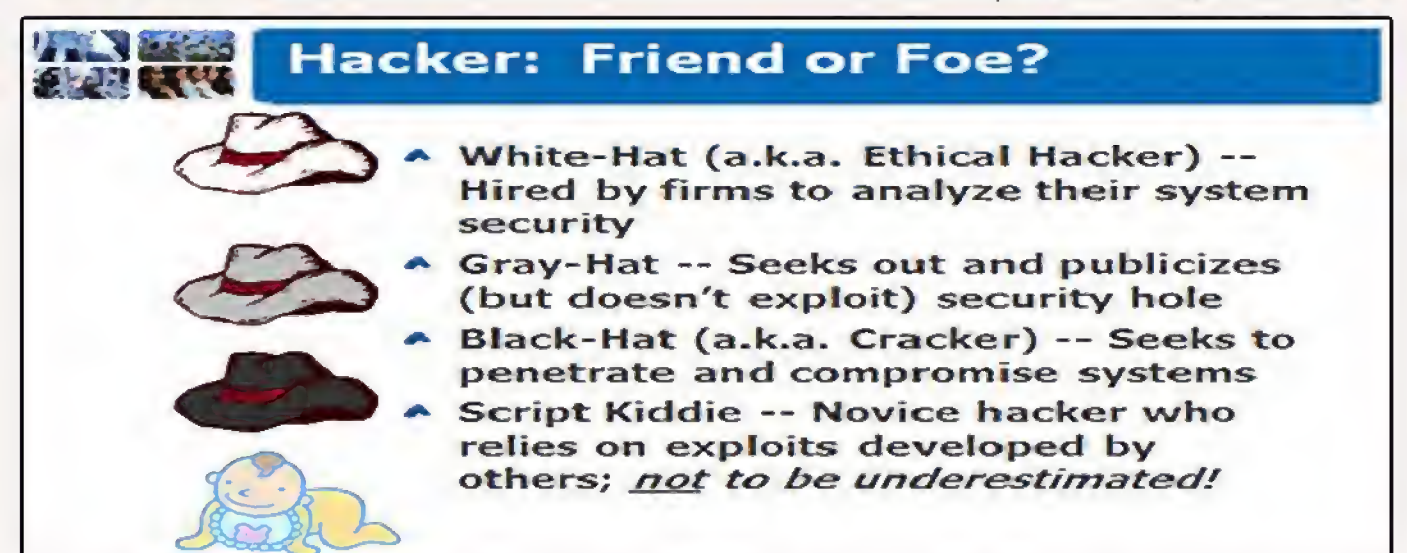 Hacker: Friend or Foe?
White-Hat (a.k.a. Ethical Hacker) --
Hired by firms to analyze their system
security
Gray-Hat -- Seeks out and publicizes
(but doesn't exploit) security hole
Black-Hat (a.k.a. Cracker) -- Seeks to
penetrate and compromise systems
Script Kiddie -- Novice hacker who
relies on exploits developed by
others; not to be underestimated!